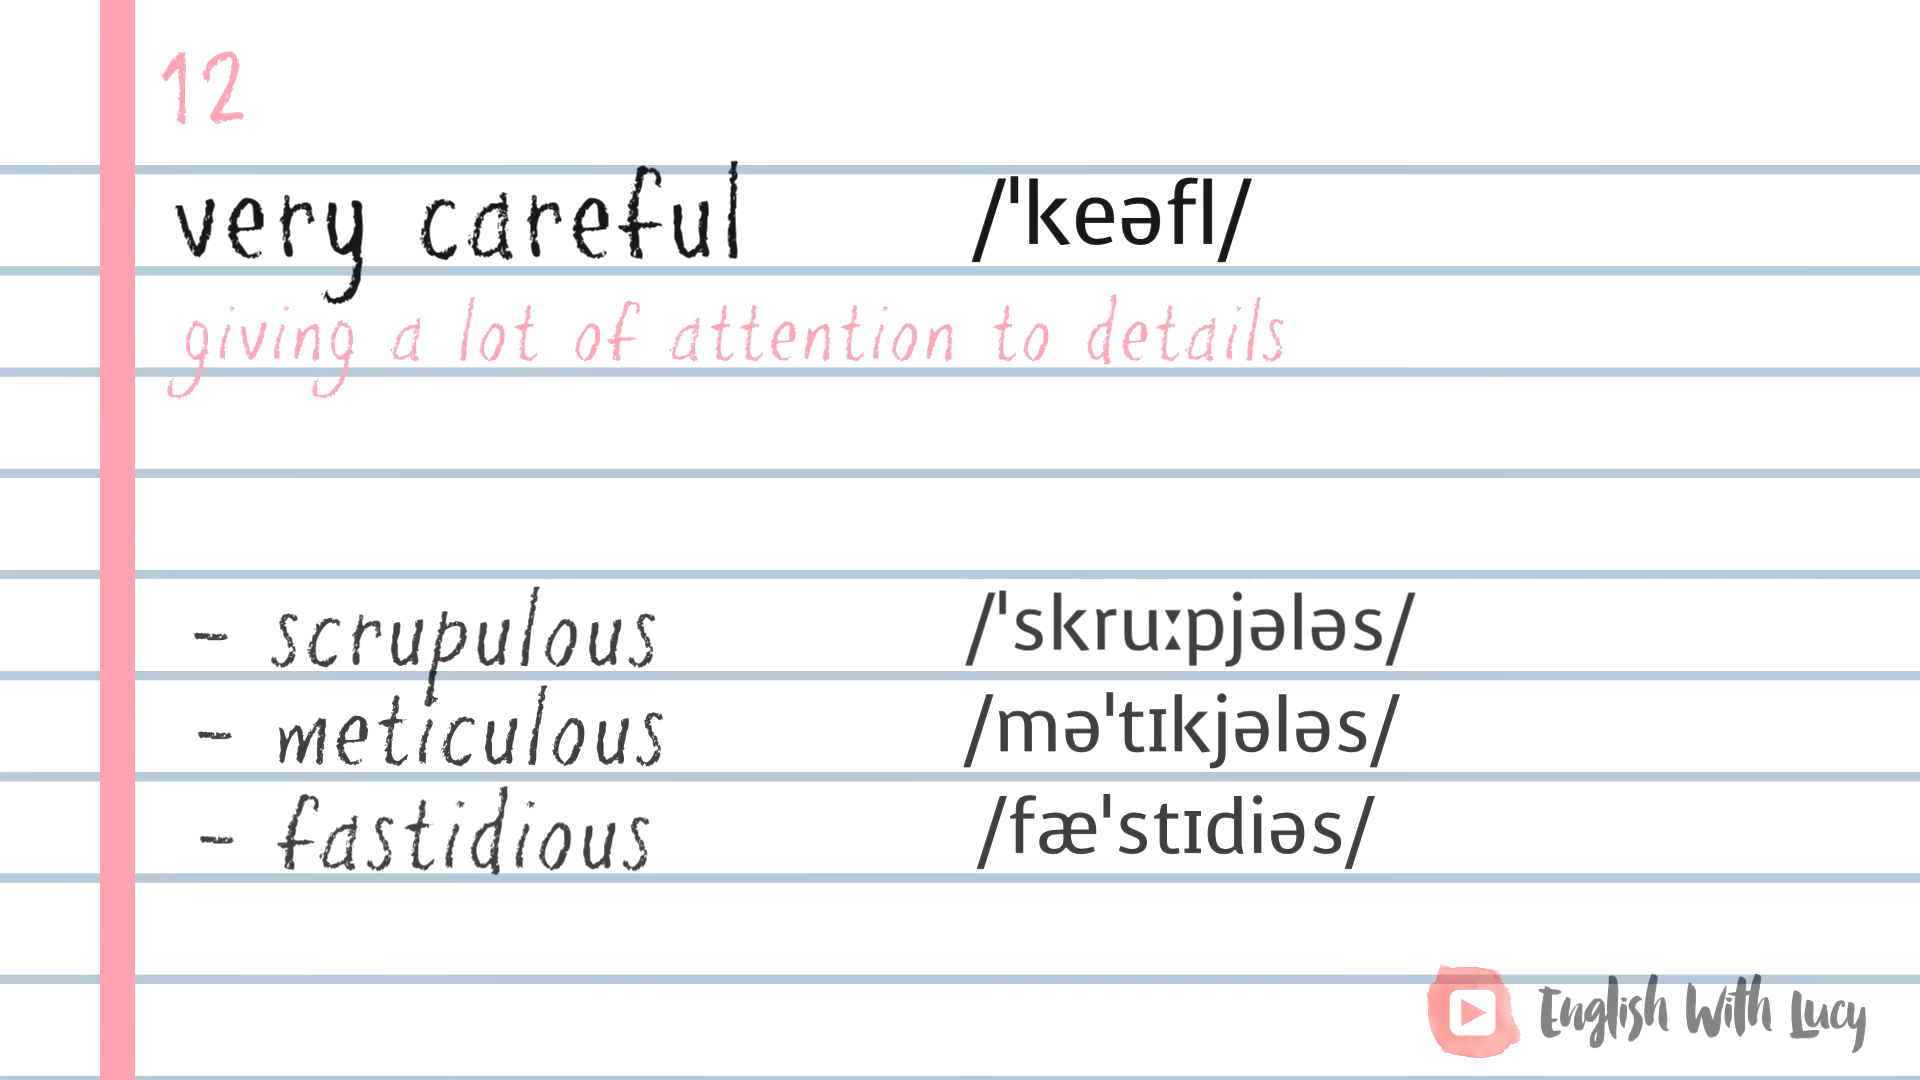 12
very careful /ˈkeəfl/
giving a lot of attention to details
- scrupulous /ˈskruːpjələs/
- meticulous /məˈtɪkjələs/
- fastidious /fæˈstɪdiəs/
English With Lucy